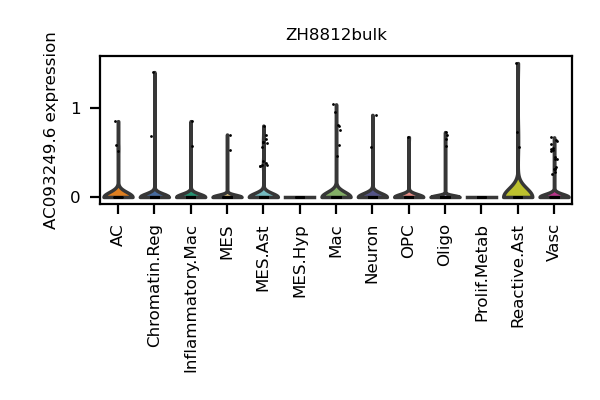 ZH8812bulk
AC093249.6 expression
1
0
AC
Chromatin.Reg
Inflammatory.Mac
MES
MES.Ast
MES.Hyp
Mac
Neuron
OPC
Oligo
Prolif.Metab
Reactive.Ast
Vasc